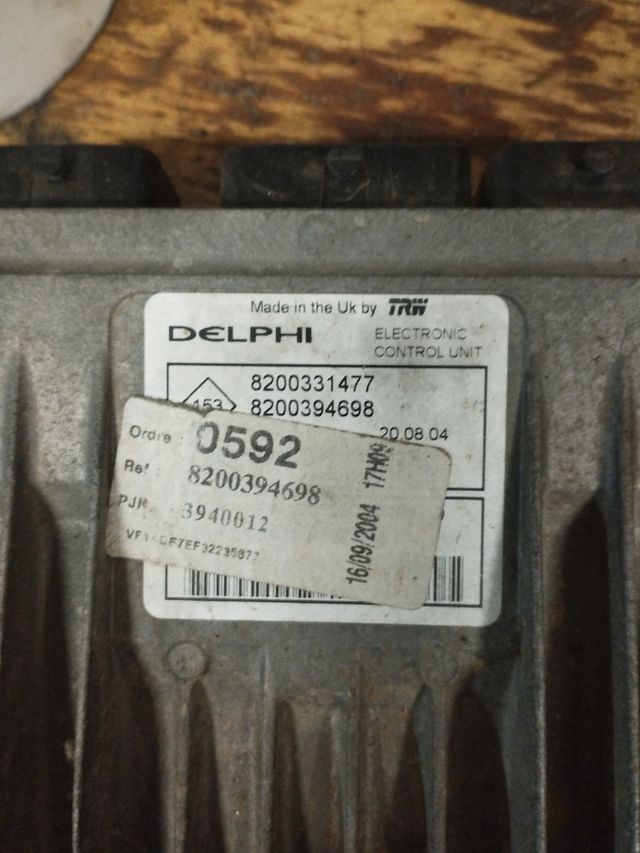 Made in the Uk by TRW
DELPHI ELECTRONIC
CONTROL UNIT
8200331477
153 8200394698
20.08.04
Ordre : 0592
Ref : 8200394698
PJR. 3940012
16/09/2004 17H09